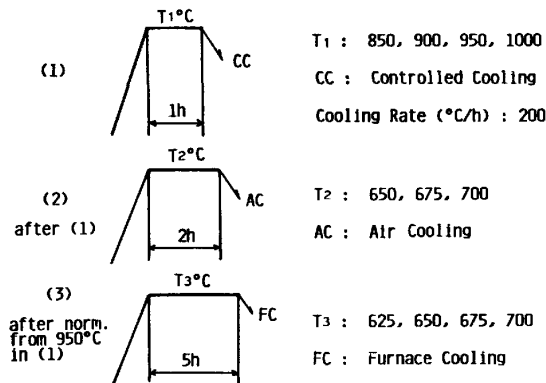 T1°C
(1)
CC
1h
T1 : 850, 900, 950, 1000
CC : Controlled Cooling
Cooling Rate (°C/h) : 200
T2°C
(2)
after (1)
AC
2h
T2 : 650, 675, 700
AC : Air Cooling
T3°C
(3)
after norm.
from 950°C
in (1)
FC
5h
T3 : 625, 650, 675, 700
FC : Furnace Cooling